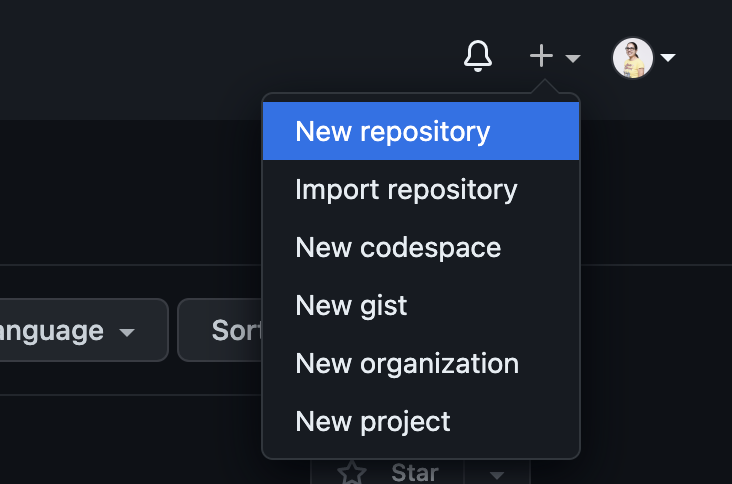 New repository
Import repository
New codespace
New gist
anguage
Sort
New organization
New project
Star